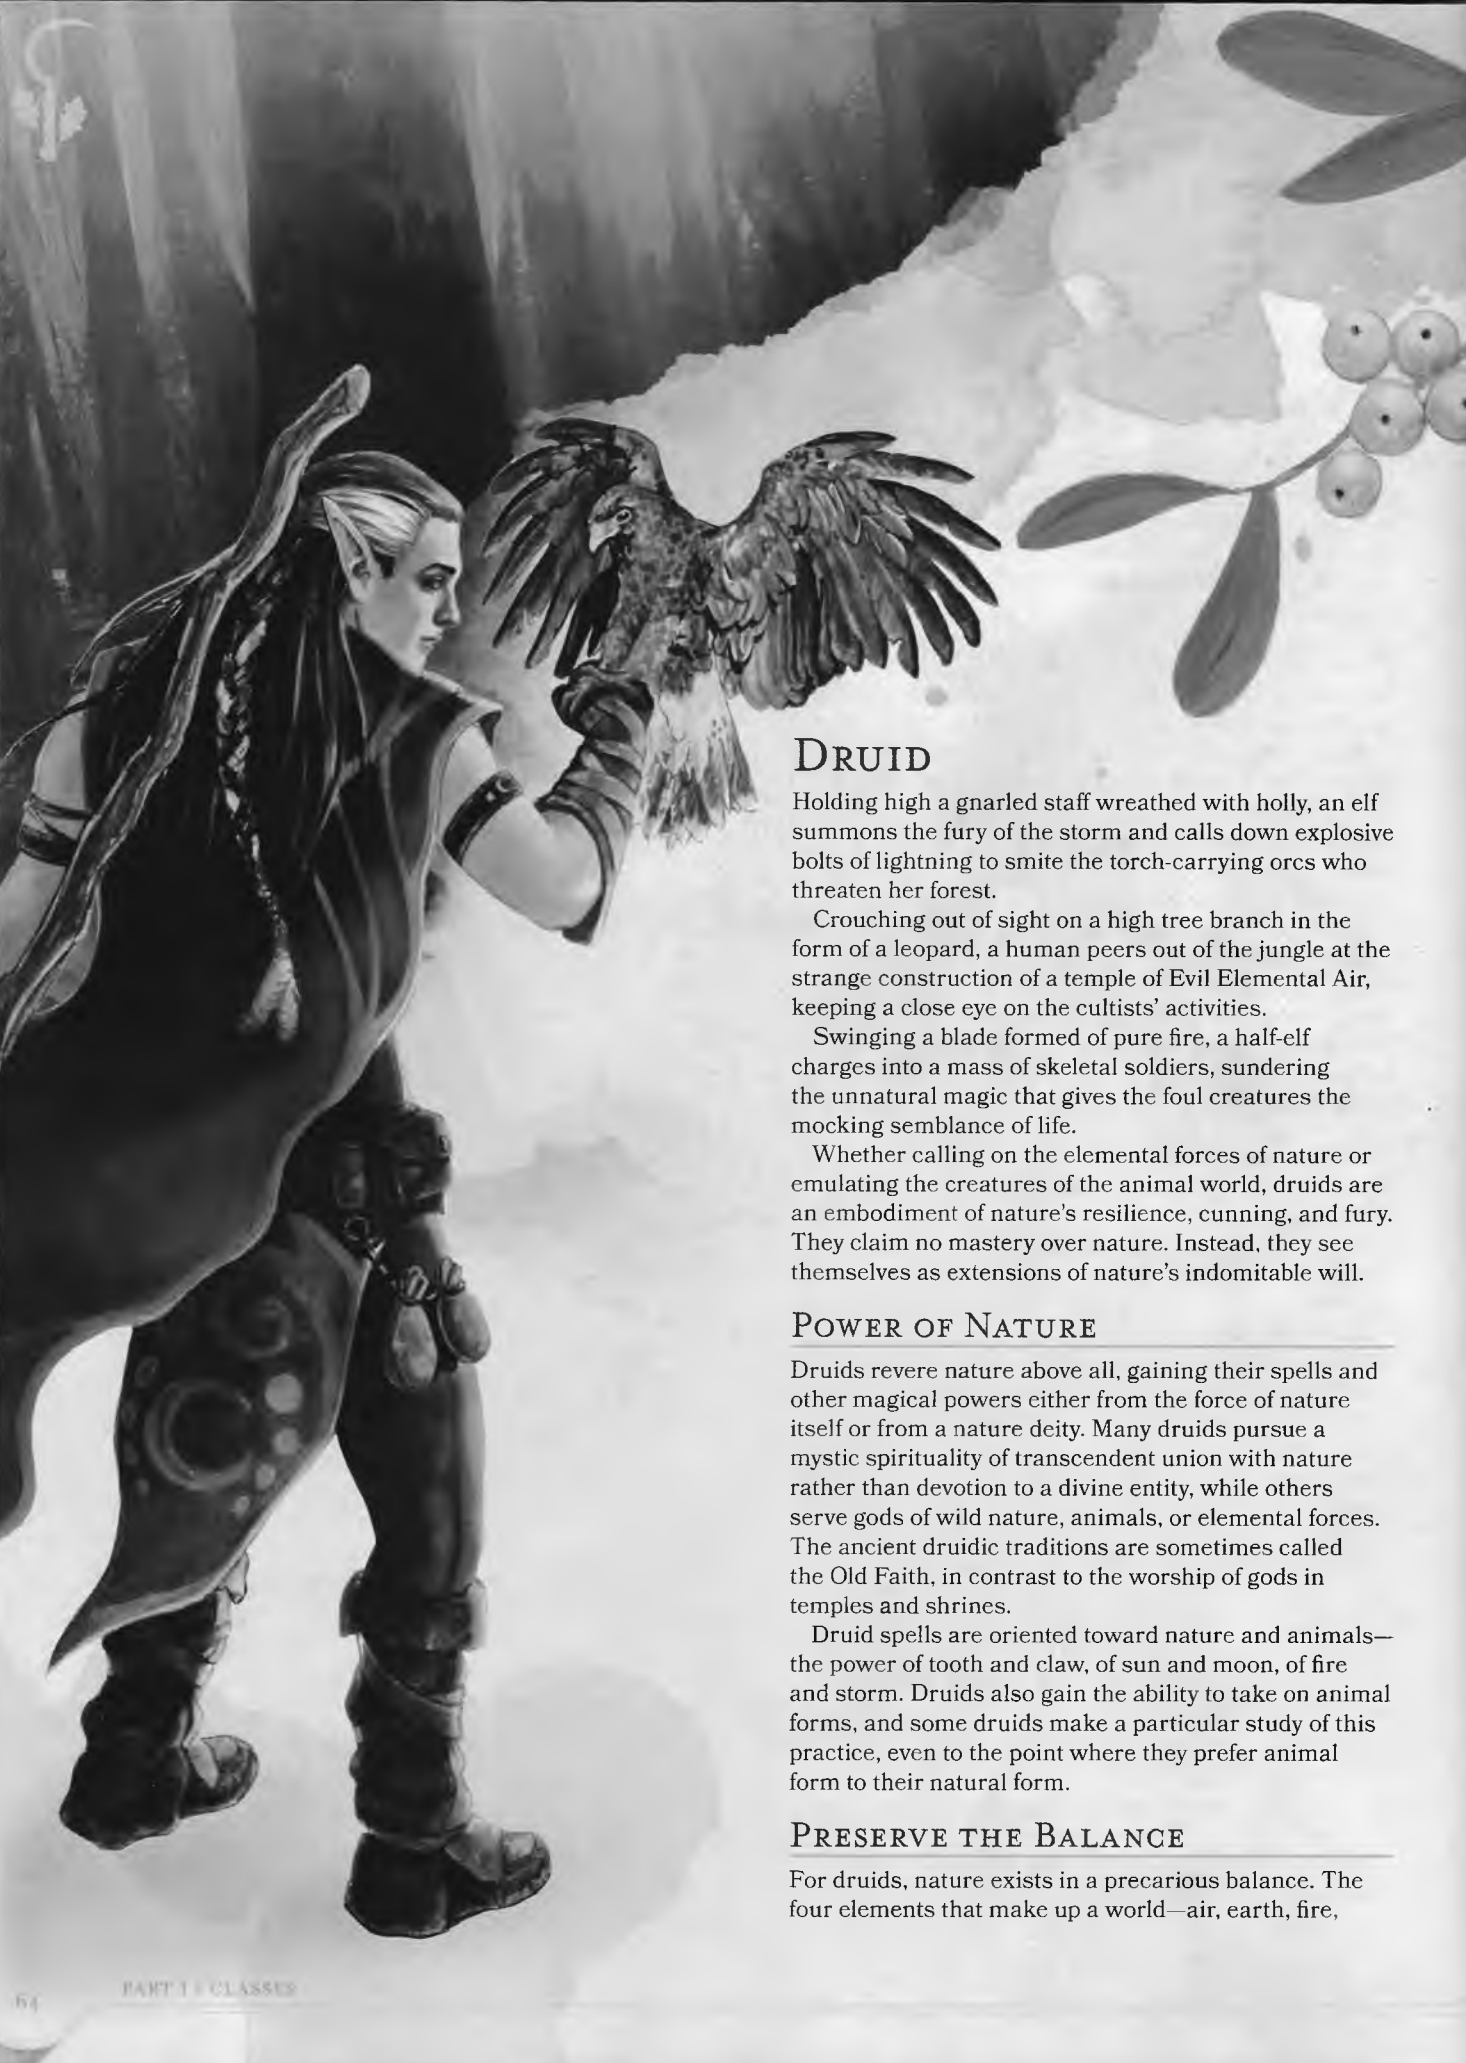 DRUID
Holding high a gnarled staff wreathed with holly, an elf
summons the fury of the storm and calls down explosive
bolts of lightning to smite the torch-carrying orcs who
threaten her forest.
Crouching out of sight on a high tree branch in the
form of a leopard, a human peers out of the jungle at the
strange construction of a temple of Evil Elemental Air,
keeping a close eye on the cultists' activities.
Swinging a blade formed of pure fire, a half-elf
charges into a mass of skeletal soldiers, sundering
the unnatural magic that gives the foul creatures the
mocking semblance of life.
Whether calling on the elemental forces of nature or
emulating the creatures of the animal world, druids are
an embodiment of nature's resilience, cunning, and fury.
They claim no mastery over nature. Instead, they see
themselves as extensions of nature's indomitable will.
POWER OF NATURE
Druids revere nature above all, gaining their spells and
other magical powers either from the force of nature
itself or from a nature deity. Many druids pursue a
mystic spirituality of transcendent union with nature
rather than devotion to a divine entity, while others
serve gods of wild nature, animals, or elemental forces.
The ancient druidic traditions are sometimes called
the Old Faith, in contrast to the worship of gods in
temples and shrines.
Druid spells are oriented toward nature and animals—
the power of tooth and claw, of sun and moon, of fire
and storm. Druids also gain the ability to take on animal
forms, and some druids make a particular study of this
practice, even to the point where they prefer animal
form to their natural form.
PRESERVE THE BALANCE
For druids, nature exists in a precarious balance. The
four elements that make up a world—air, earth, fire,
PART 1 | CLASSES
64